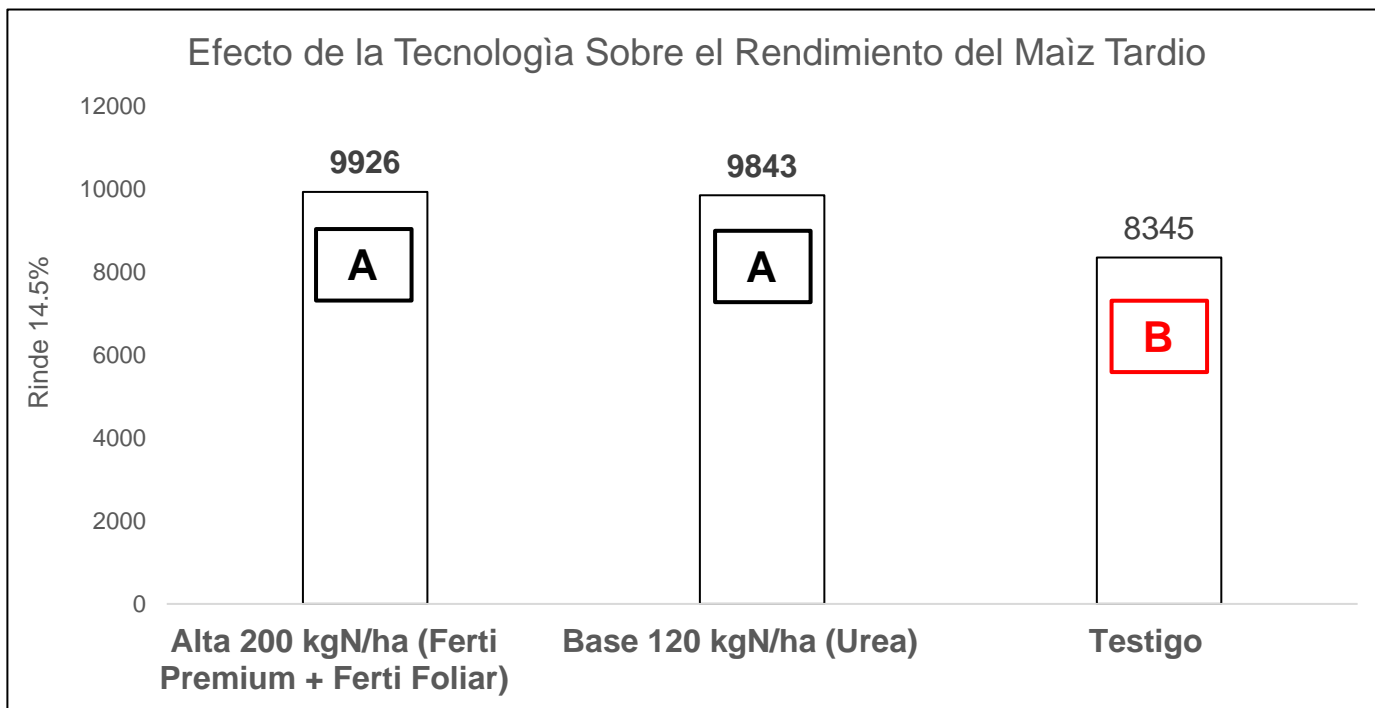 Efecto de la Tecnologìa Sobre el Rendimiento del Maìz Tardio
Rinde 14.5%
12000
10000
8000
6000
4000
2000
0
9926
9843
8345
A
A
B
Alta 200 kgN/ha (Ferti
Premium + Ferti Foliar)
Base 120 kgN/ha (Urea)
Testigo